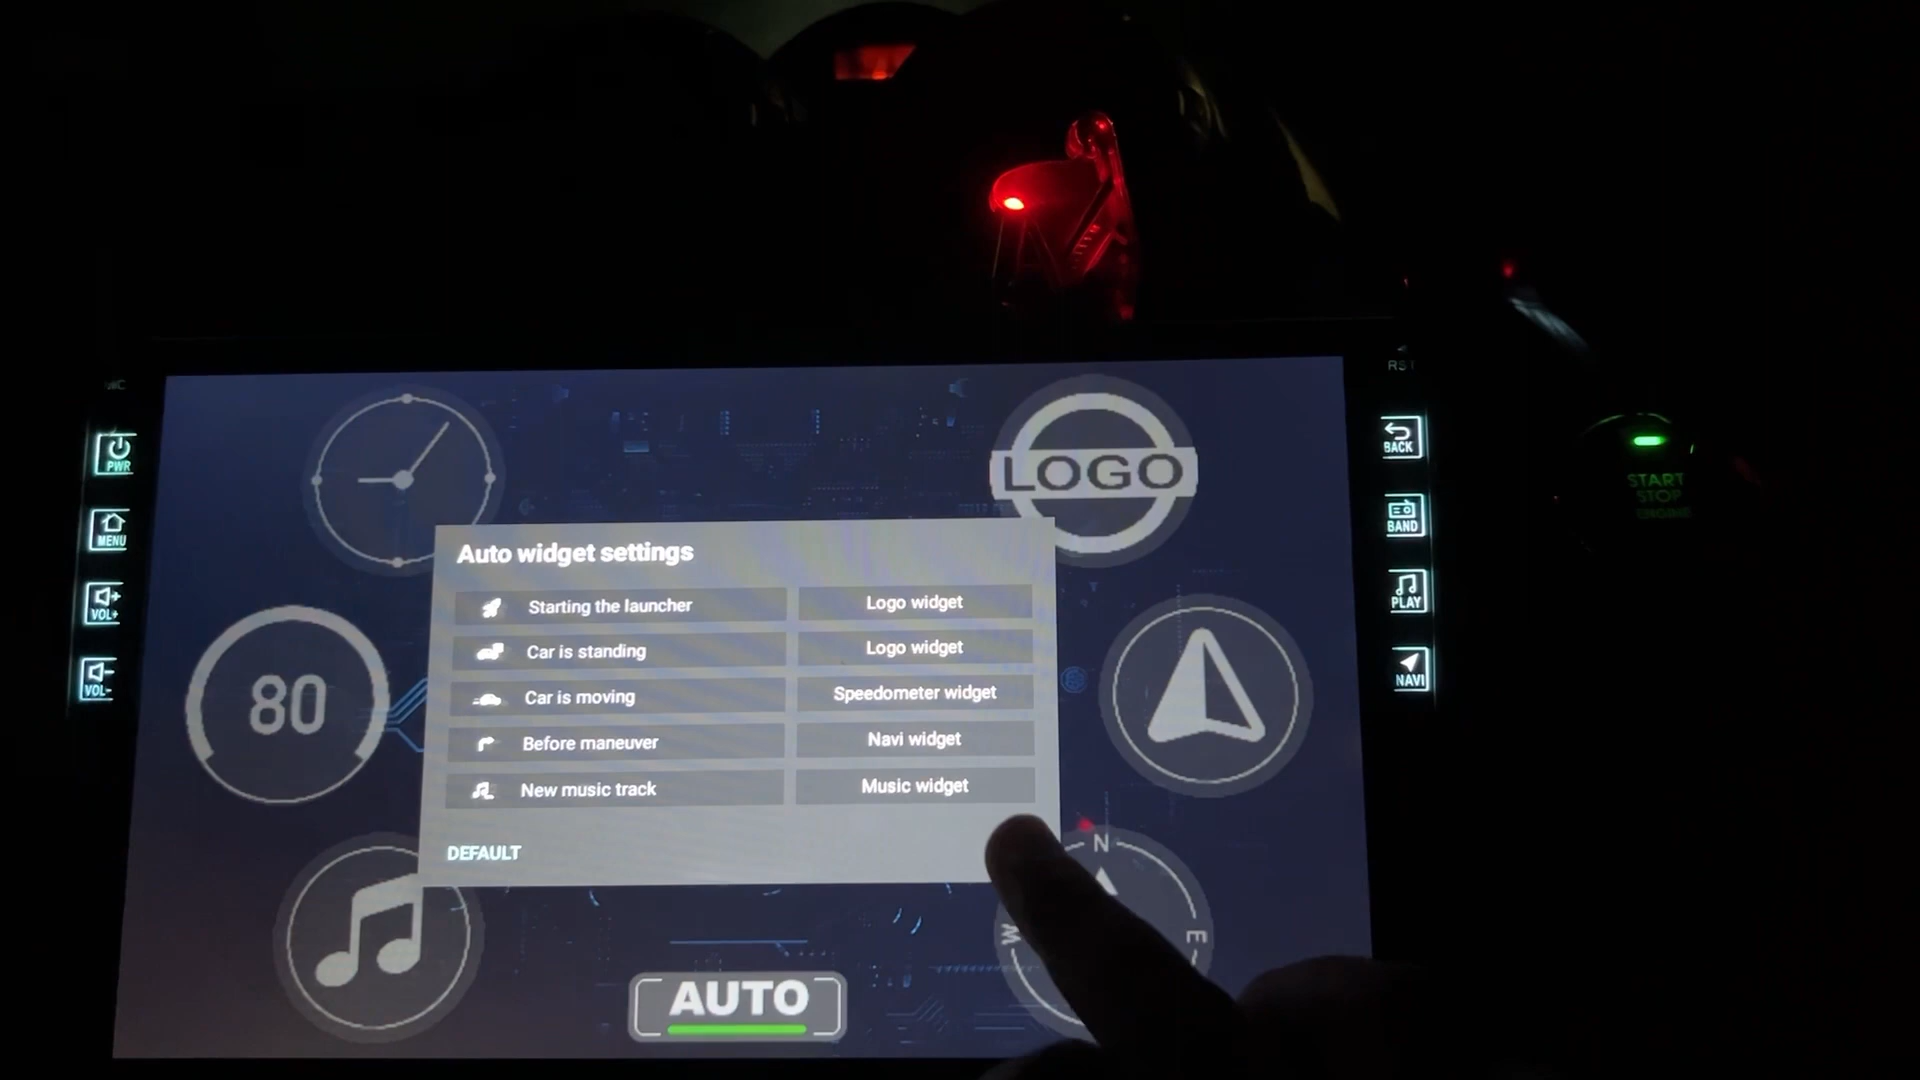 RST
PWR
MENU
VOL+
VOL-
LOGO
BACK
BAND
PLAY
NAVI
START
STOP
ENGINE
Auto widget settings
Starting the launcher Logo widget
Car is standing Logo widget
Car is moving Speedometer widget
Before maneuver Navi widget
New music track Music widget
DEFAULT
80
N
W
E
AUTO